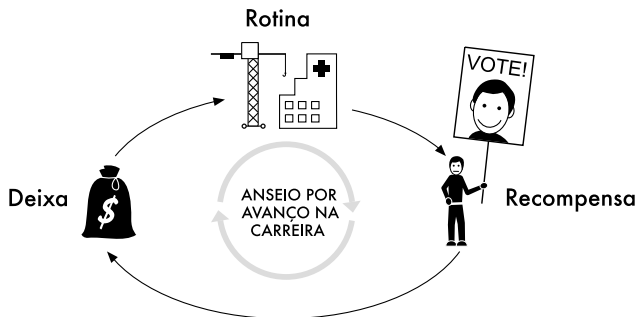 Rotina
VOTE!
Deixa
$
ANSEIO POR
AVANÇO NA
CARREIRA
Recompensa